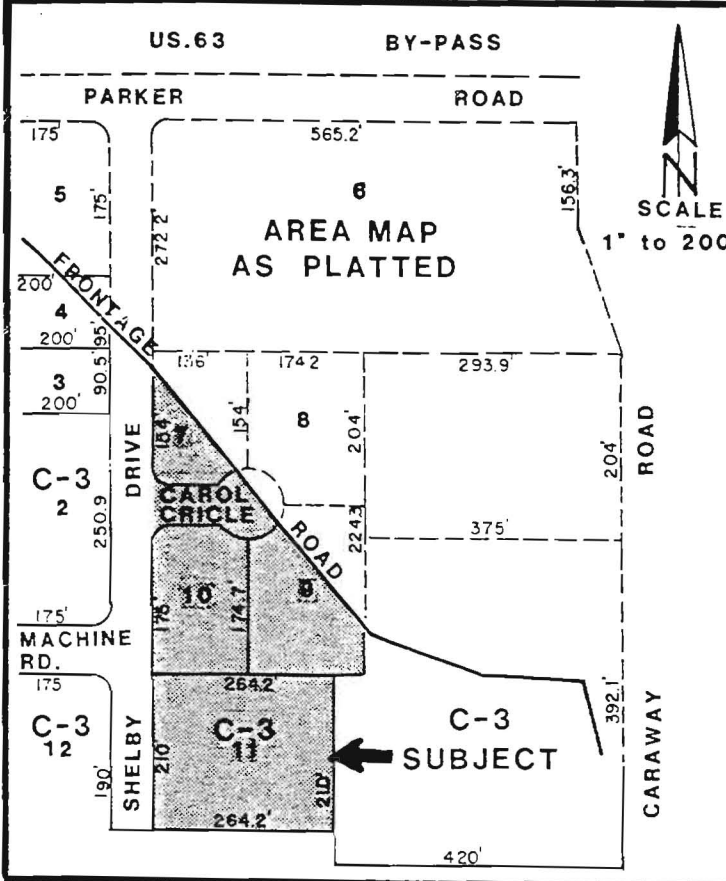 US.63 BY-PASS
PARKER ROAD
175'
565.2'
5
175'
272.2'
6
156.3'
AREA MAP
AS PLATTED
N
SCALE
1" to 200
FRONTAGE ROAD
200'
4
200'
95'
3
90.5'
200'
174.2
293.9'
154'
7
154'
8
204'
204'
C-3
2
250.9
DRIVE
CAROL
CRICLE
224.3
375'
ROAD
10
175'
174.7'
9
175'
MACHINE
RD.
175
264.2'
C-3
12
190'
SHELBY
210'
C-3
11
210'
264.2'
C-3
SUBJECT
392.1'
CARAWAY
420'